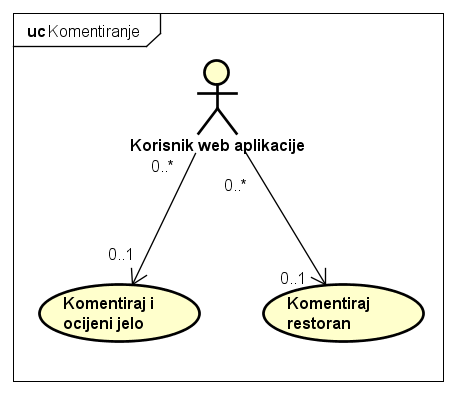 uc Komentiranje
Korisnik web aplikacije
0..*
0..*
0..1
0..1
Komentiraj i
ocijeni jelo
Komentiraj
restoran